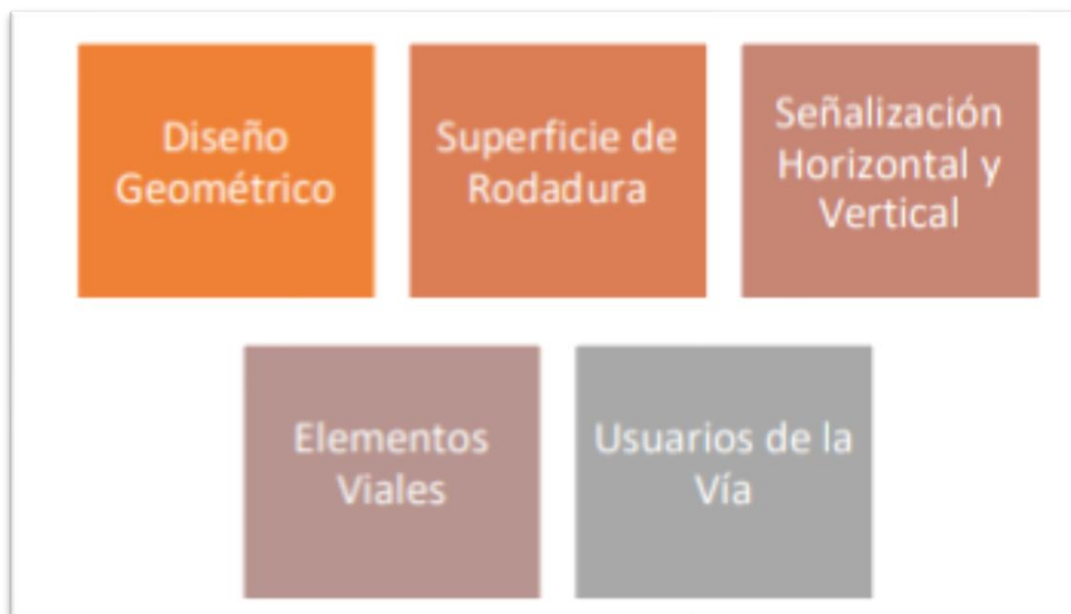 Diseño
Geométrico
Superficie de
Rodadura
Señalización
Horizontal y
Vertical
Elementos
Viales
Usuarios de la
Vía